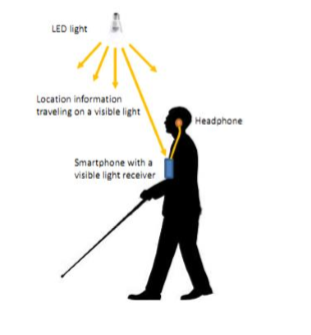 LED light
Location information
traveling on a visible light
Headphone
Smartphone with a
visible light receiver